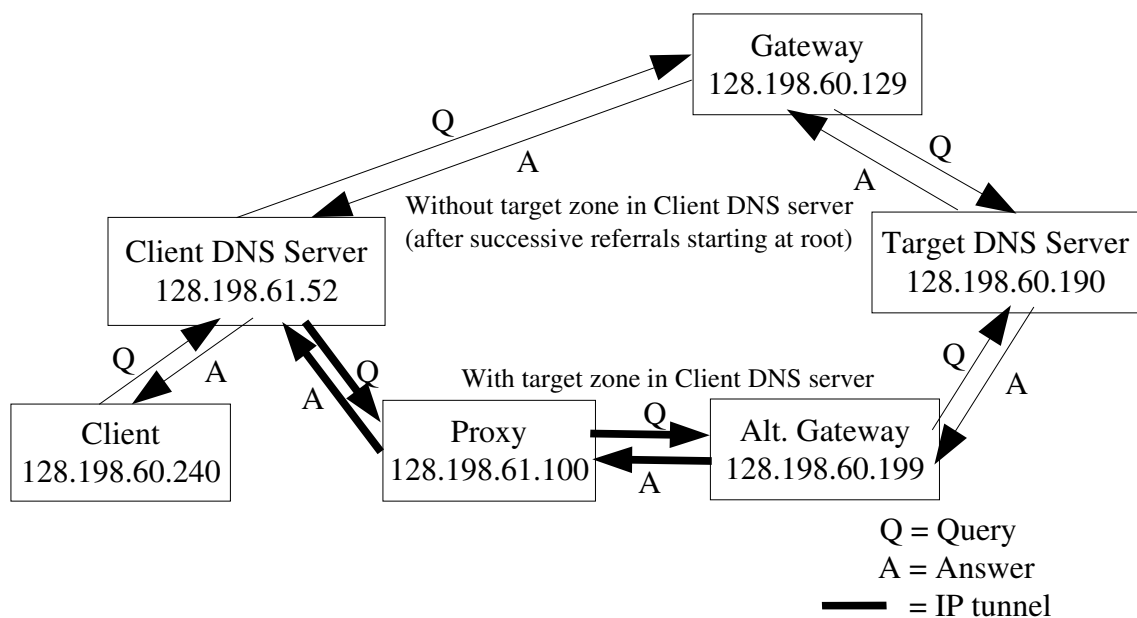 Gateway
128.198.60.129
Q
A
Q
A
Without target zone in Client DNS server
(after successive referrals starting at root)
Client DNS Server
128.198.61.52
Target DNS Server
128.198.60.190
Q
A
Q
A
With target zone in Client DNS server
Q
A
Client
128.198.60.240
Proxy
128.198.61.100
Q
A
Alt. Gateway
128.198.60.199
Q = Query
A = Answer
= IP tunnel